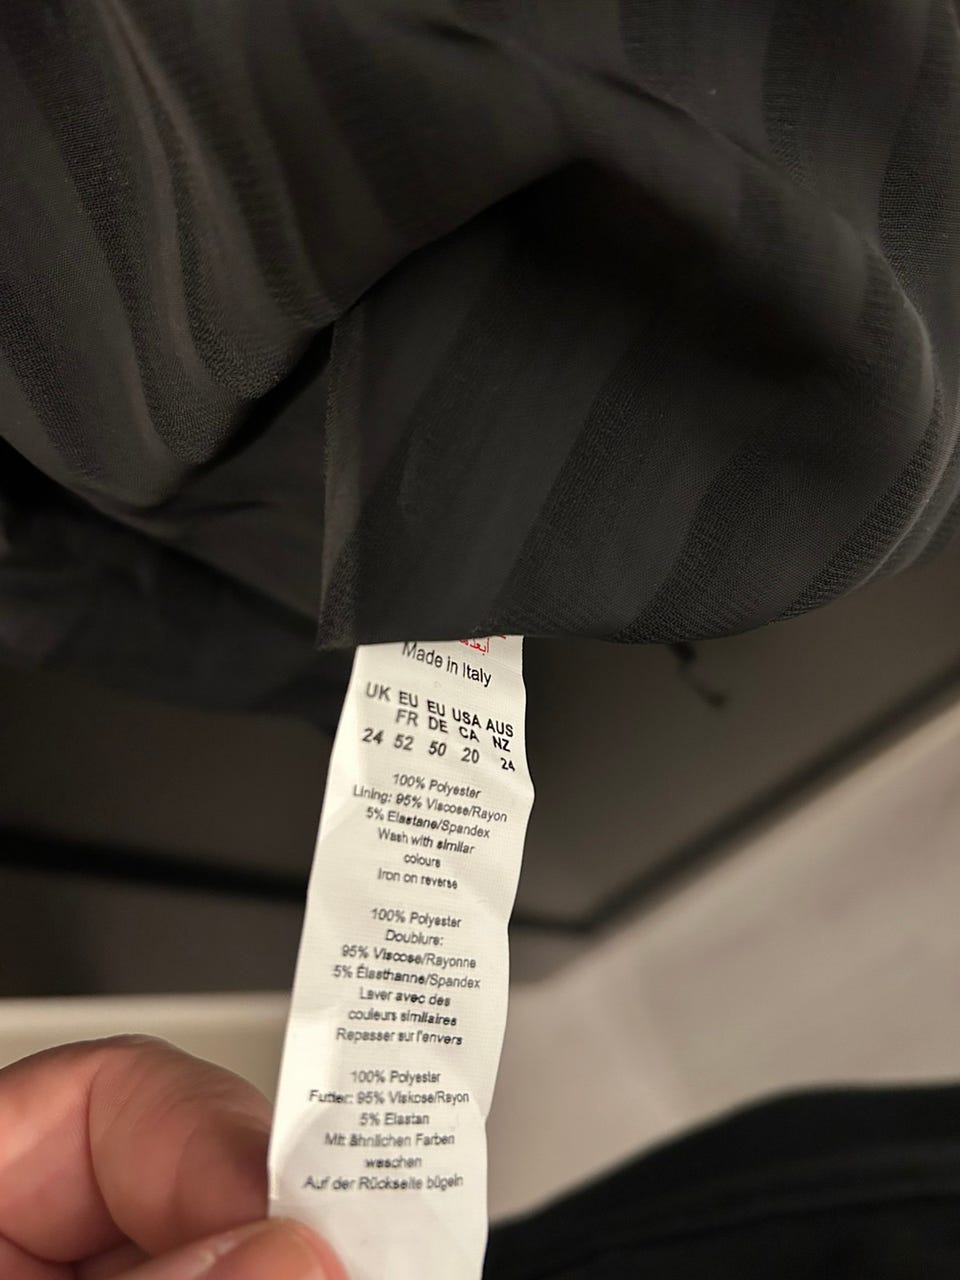 Made in Italy
UK EU EU USA AUS
FR DE CA NZ
24 52 50 20 24
100% Polyester
Lining: 95% Viscose/Rayon
5% Elastane/Spandex
Wash with similar
colours
Iron on reverse
100% Polyester
Doublure:
95% Viscose/Rayonne
5% Élasthanne/Spandex
Laver avec des
couleurs similaires
Repasser sur l'envers
100% Polyester
Futter: 95% Viskose/Rayon
5% Elastan
Mit ähnlichen Farben
waschen
Auf der Rückseite bügeln